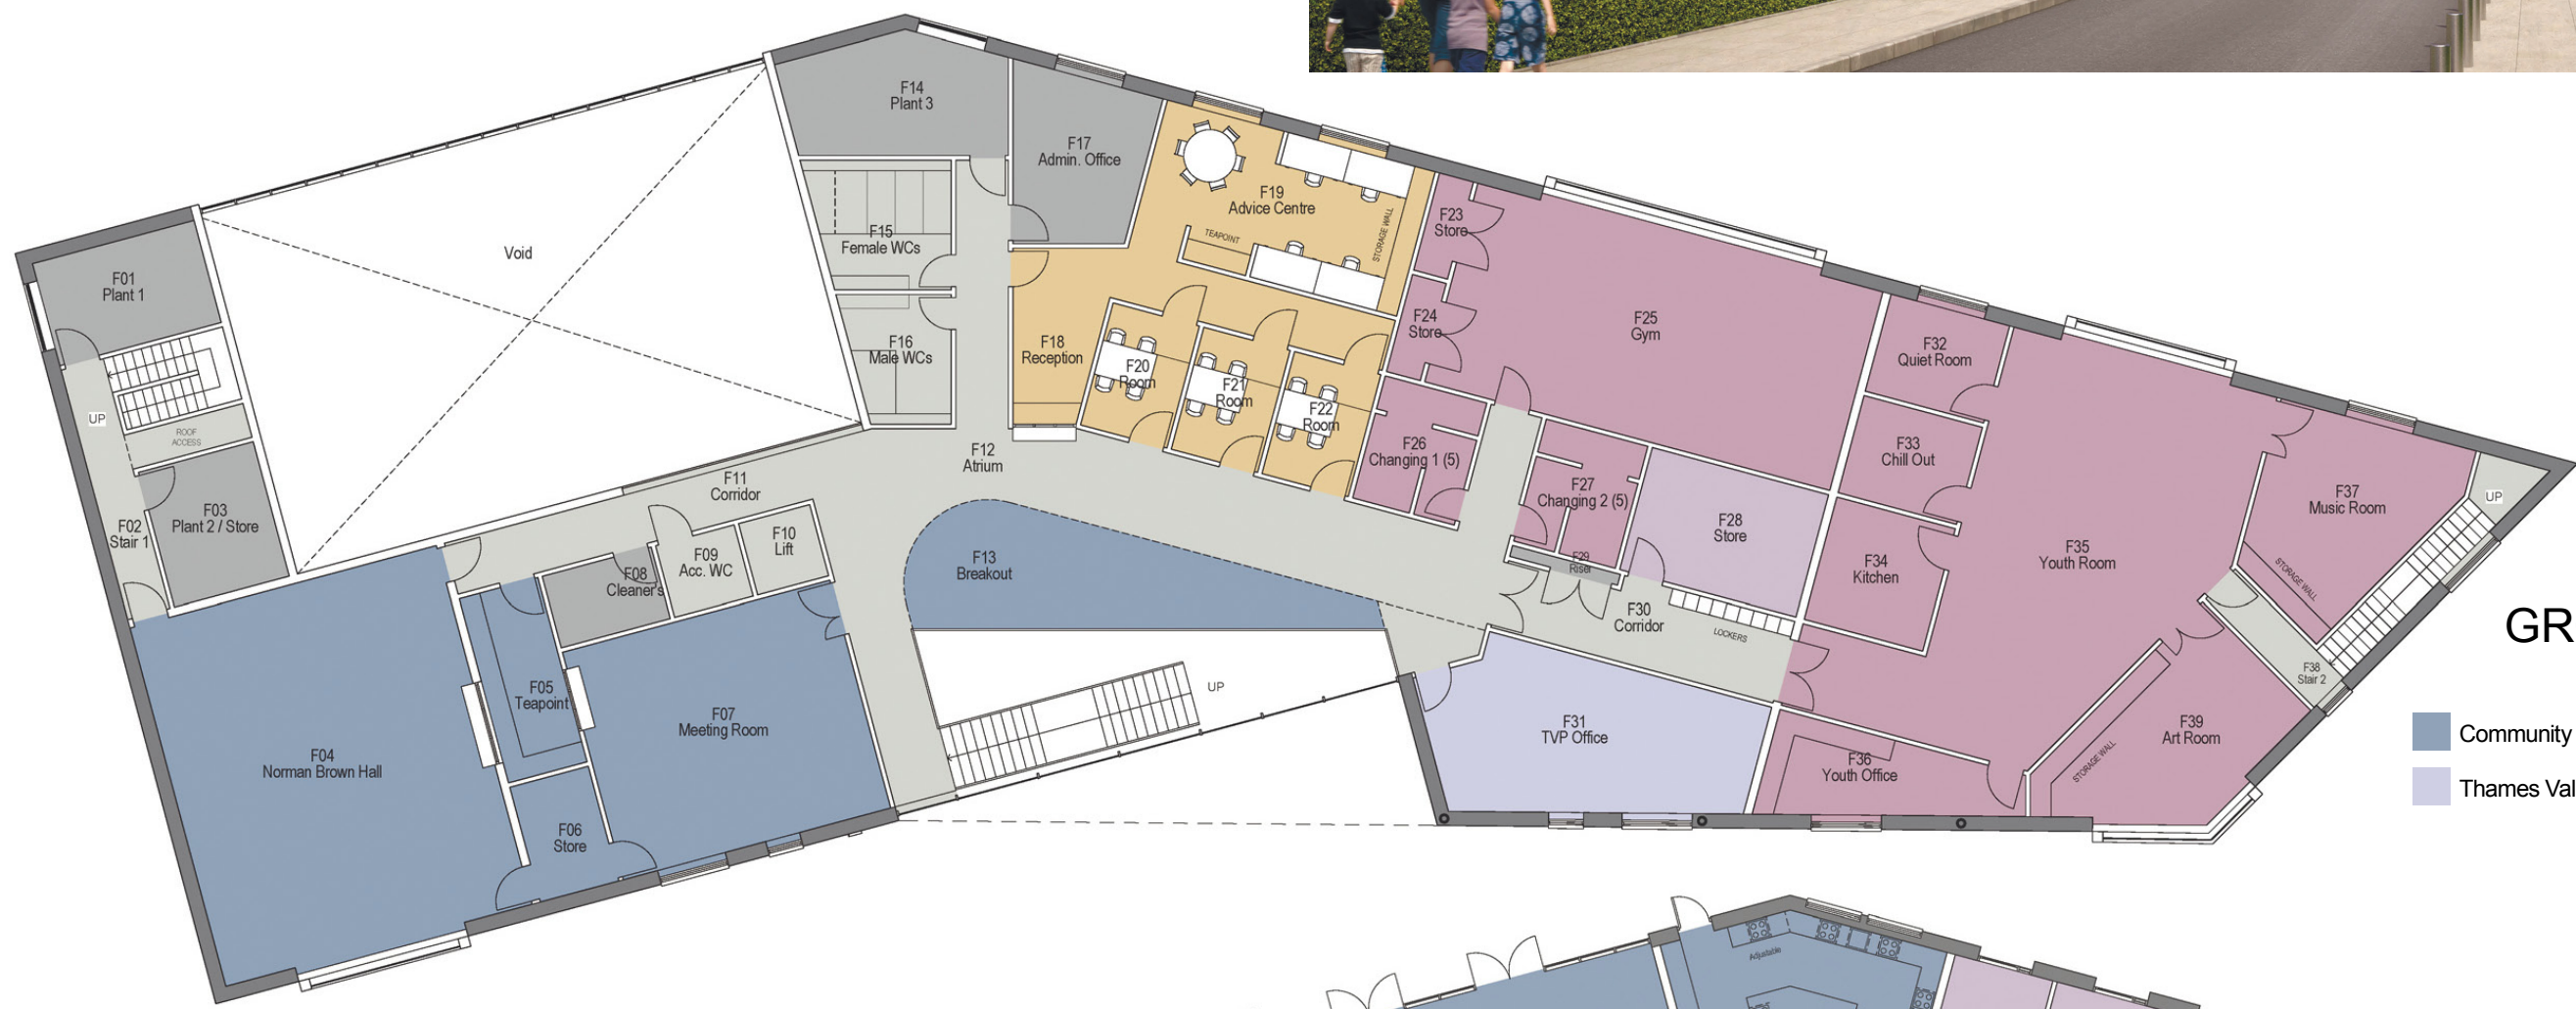 F14
Plant 3
F17
Admin. Office
F19
Advice Centre
TEAPOINT
STORAGE WALL
F23
Store
F15
Female WCs
Void
F01
Plant 1
F24
Store
F25
Gym
F16
Male WCs
F18
Reception
F20
Room
F21
Room
F22
Room
F32
Quiet Room
UP
ROOF
ACCESS
F26
Changing 1 (5)
F33
Chill Out
F12
Atrium
F11
Corridor
F27
Changing 2 (5)
F37
Music Room
UP
F02
Stair 1
F03
Plant 2 / Store
F10
Lift
F28
Store
F09
Acc. WC
F13
Breakout
F29
Riser
F08
Cleaner's
F34
Kitchen
F35
Youth Room
STORAGE WALL
F30
Corridor
LOCKERS
GR
F38
Stair 2
F05
Teapoint
UP
F07
Meeting Room
F31
TVP Office
F39
Art Room
F04
Norman Brown Hall
F36
Youth Office
STORAGE WALL
Community
Thames Val
F06
Store
Adjustable